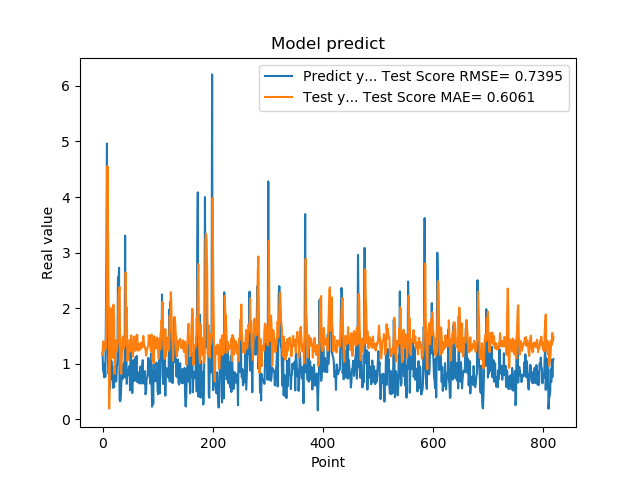 Model predict
Predict y... Test Score RMSE= 0.7395
Test y... Test Score MAE= 0.6061
Real value
6
5
4
3
2
1
0
0 200 400 600 800
Point